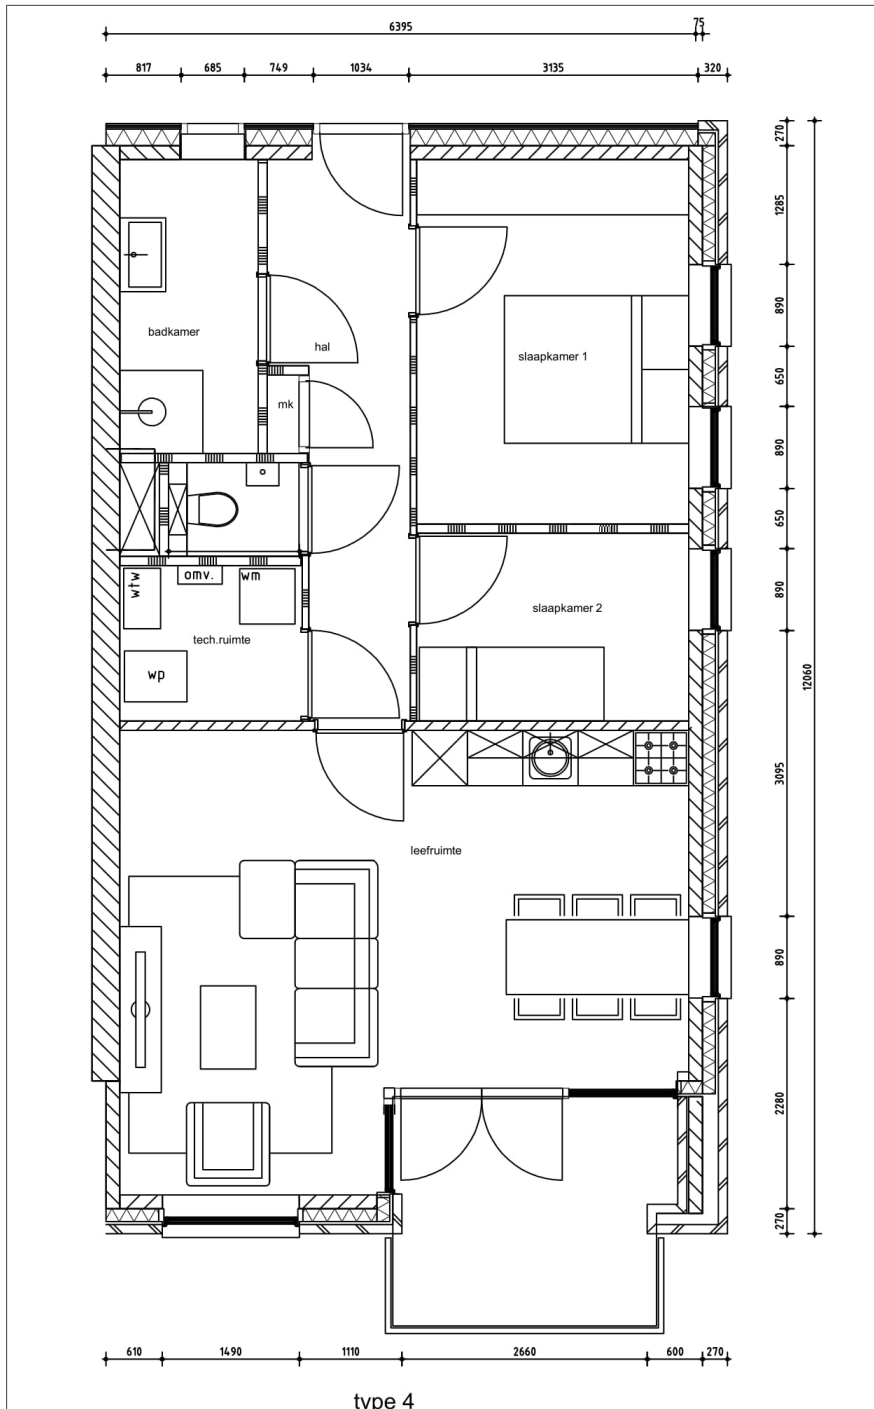 6395
75
817
685
749
1034
3135
320
270
1285
badkamer
hal
slaapkamer 1
890
650
mk
890
650
wtw
omv.
wm
890
slaapkamer 2
tech.ruimte
wp
12060
3095
leefruimte
890
2280
270
610
1490
1110
2660
600
270
type 4